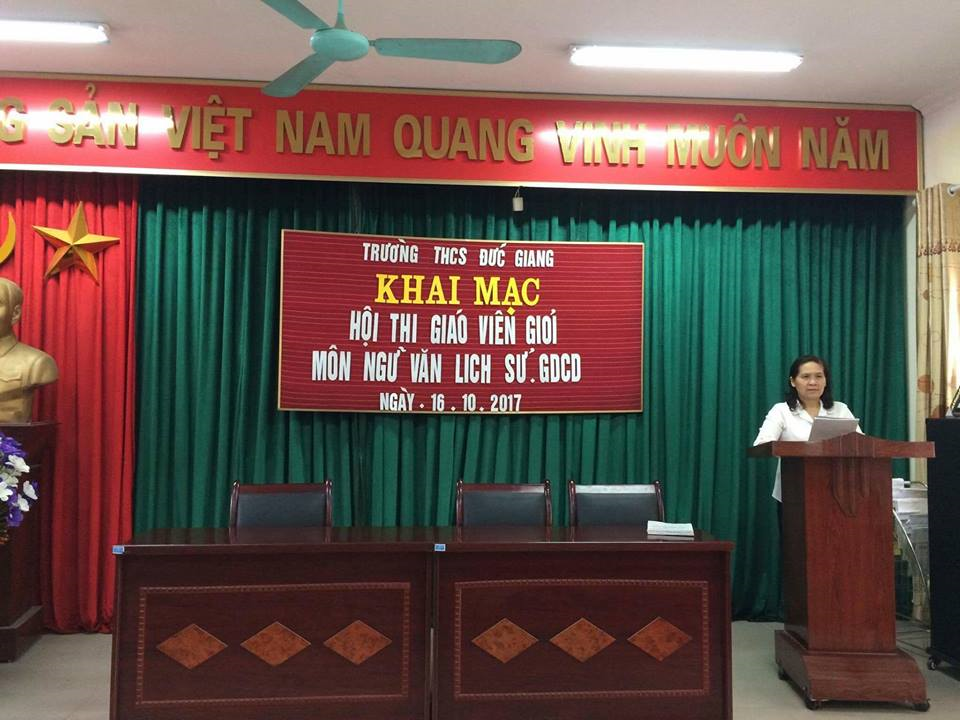 G SẢN VIỆT NAM QUANG VINH MUÔN NĂM
TRƯỜNG THCS ĐỨC GIANG
KHAI MẠC
HỘI THI GIÁO VIÊN GIỎI
MÔN NGỮ VĂN LỊCH SỬ.GDCD
NGÀY.16.10.2017